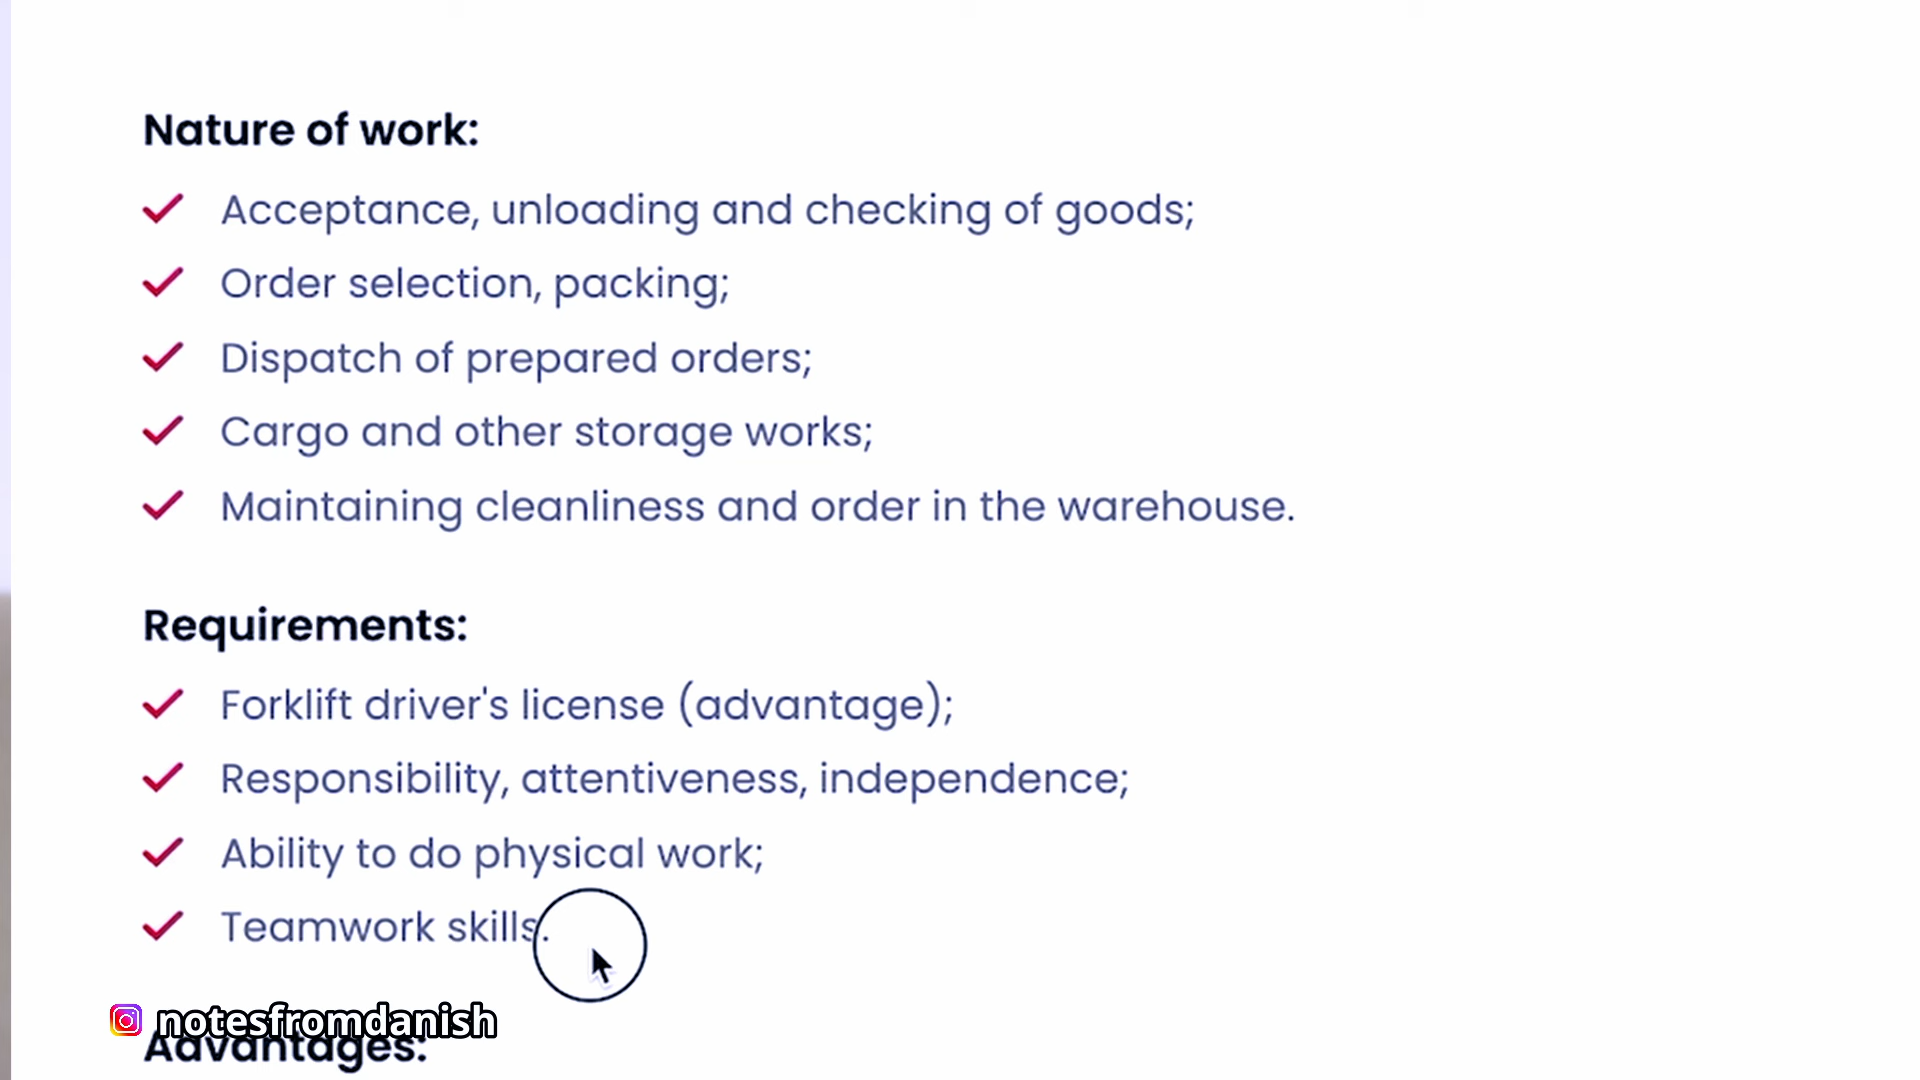 Nature of work:
Acceptance, unloading and checking of goods;
Order selection, packing;
Dispatch of prepared orders;
Cargo and other storage works;
Maintaining cleanliness and order in the warehouse.
Requirements:
Forklift driver's license (advantage);
Responsibility, attentiveness, independence;
Ability to do physical work;
Teamwork skills.
notesfromdanish
Advantages: